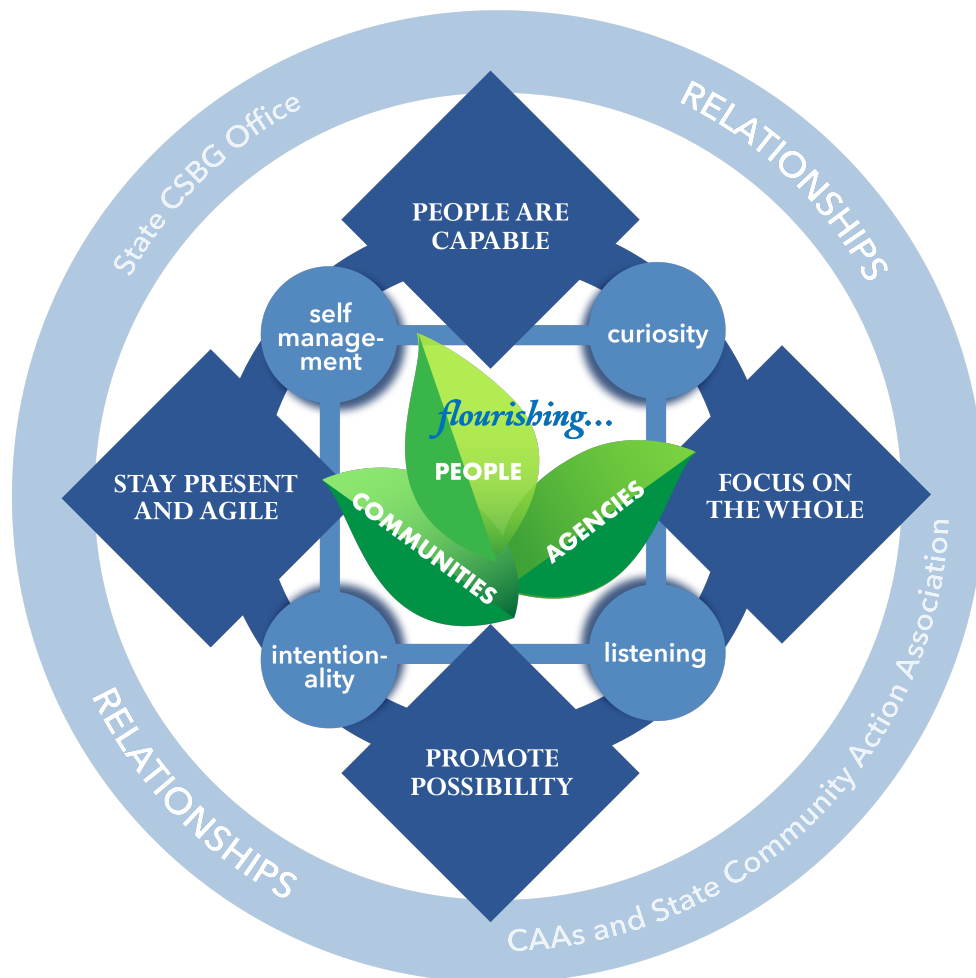 State CSBG Office
RELATIONSHIPS
PEOPLE ARE
CAPABLE
self
manage-
ment
curiosity
flourishing...
PEOPLE
COMMUNITIES
AGENCIES
STAY PRESENT
AND AGILE
FOCUS ON
THE WHOLE
intention-
ality
listening
PROMOTE
POSSIBILITY
RELATIONSHIPS
CAAs and State Community Action Association